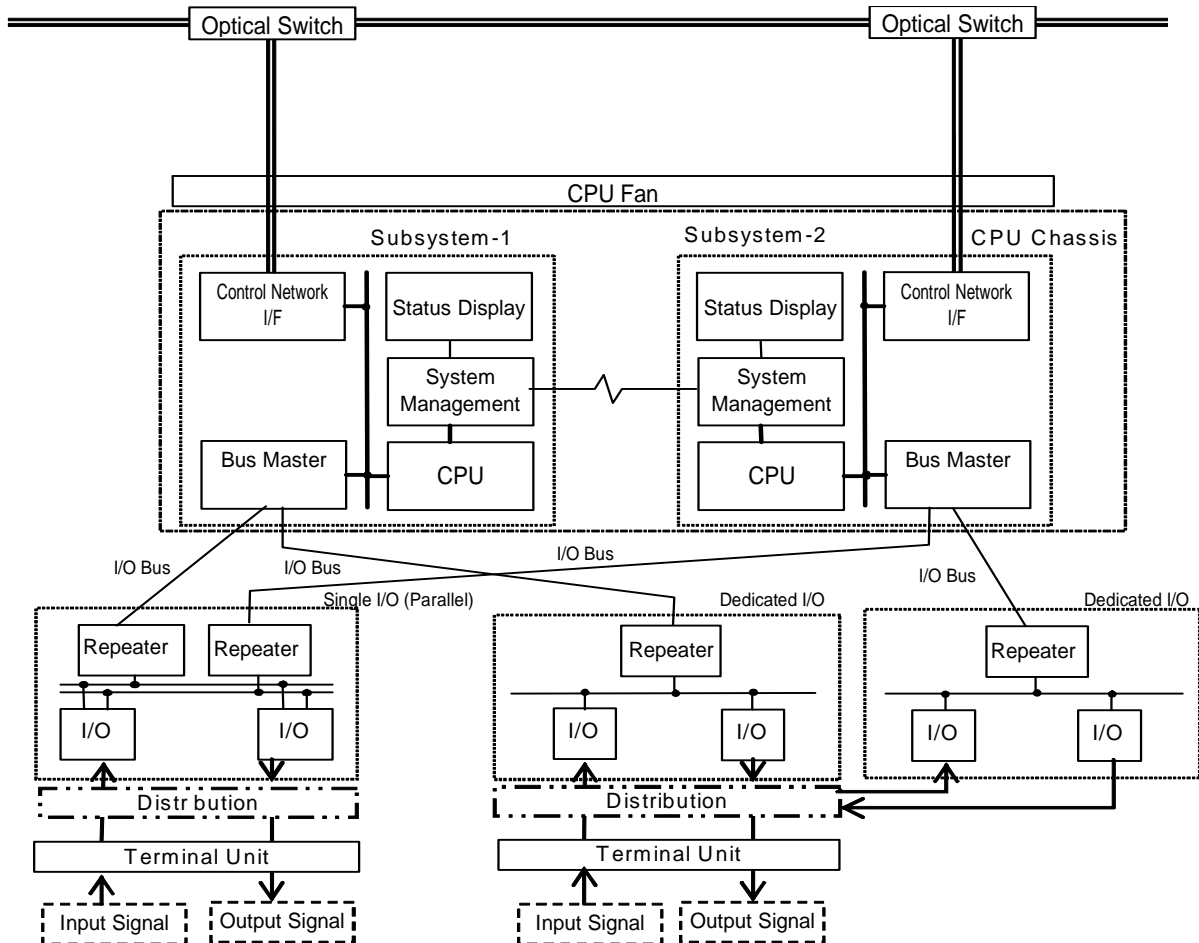 Optical Switch
Optical Switch
CPU Fan
Subsystem-1
Subsystem-2
CPU Chassis
Control Network
I/F
Status Display
Status Display
Control Network
I/F
System
Management
System
Management
Bus Master
CPU
CPU
Bus Master
I/O Bus
I/O Bus
I/O Bus
I/O Bus
Single I/O (Parallel)
Dedicated I/O
Dedicated I/O
Repeater
Repeater
Repeater
Repeater
I/O
I/O
I/O
I/O
I/O
I/O
Distr bution
Distribution
Terminal Unit
Terminal Unit
Input Signal
Output Signal
Input Signal
Output Signal